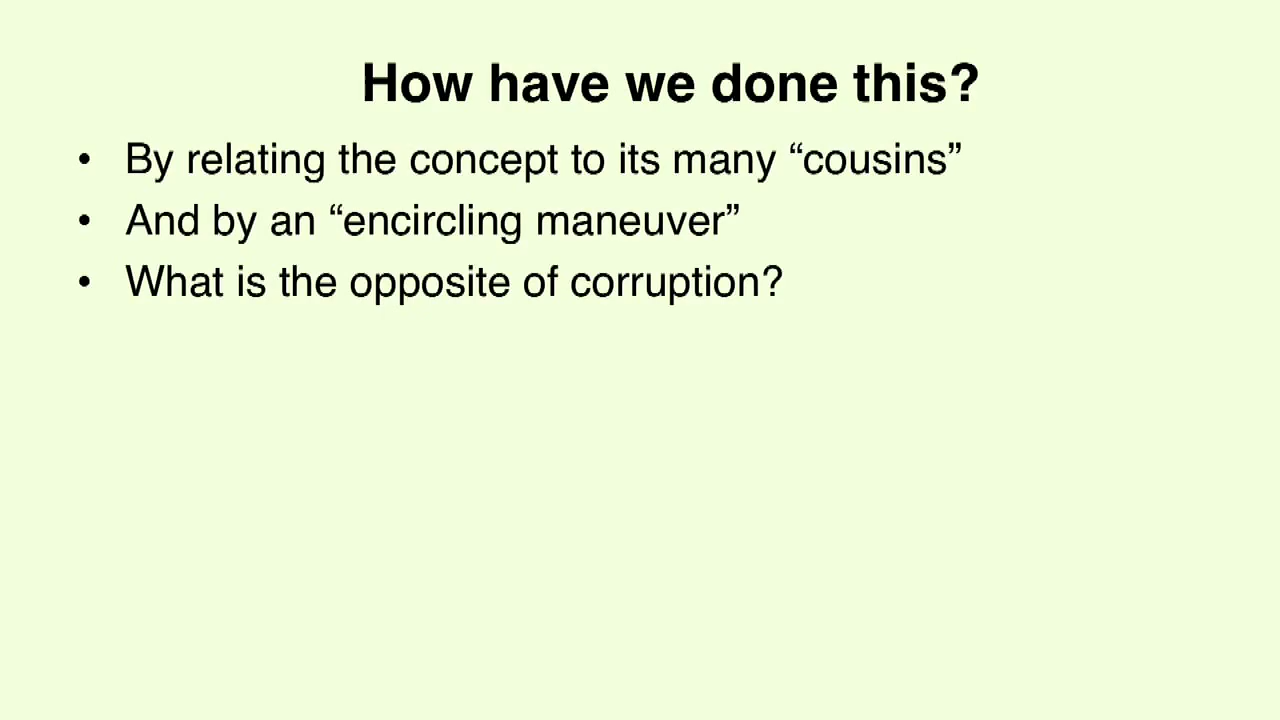 How have we done this?
• By relating the concept to its many “cousins”
• And by an “encircling maneuver”
• What is the opposite of corruption?